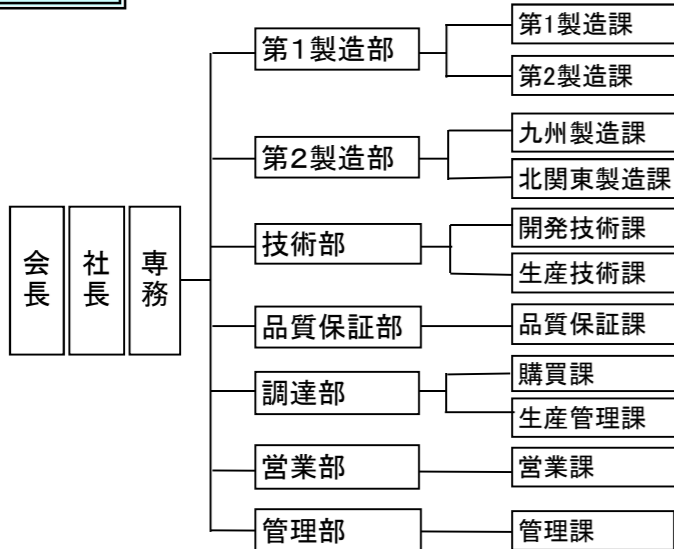 会長
社長
専務
第１製造部
第1製造課
第2製造課
第２製造部
九州製造課
北関東製造課
技術部
開発技術課
生産技術課
品質保証部
品質保証課
調達部
購買課
生産管理課
営業部
営業課
管理部
管理課